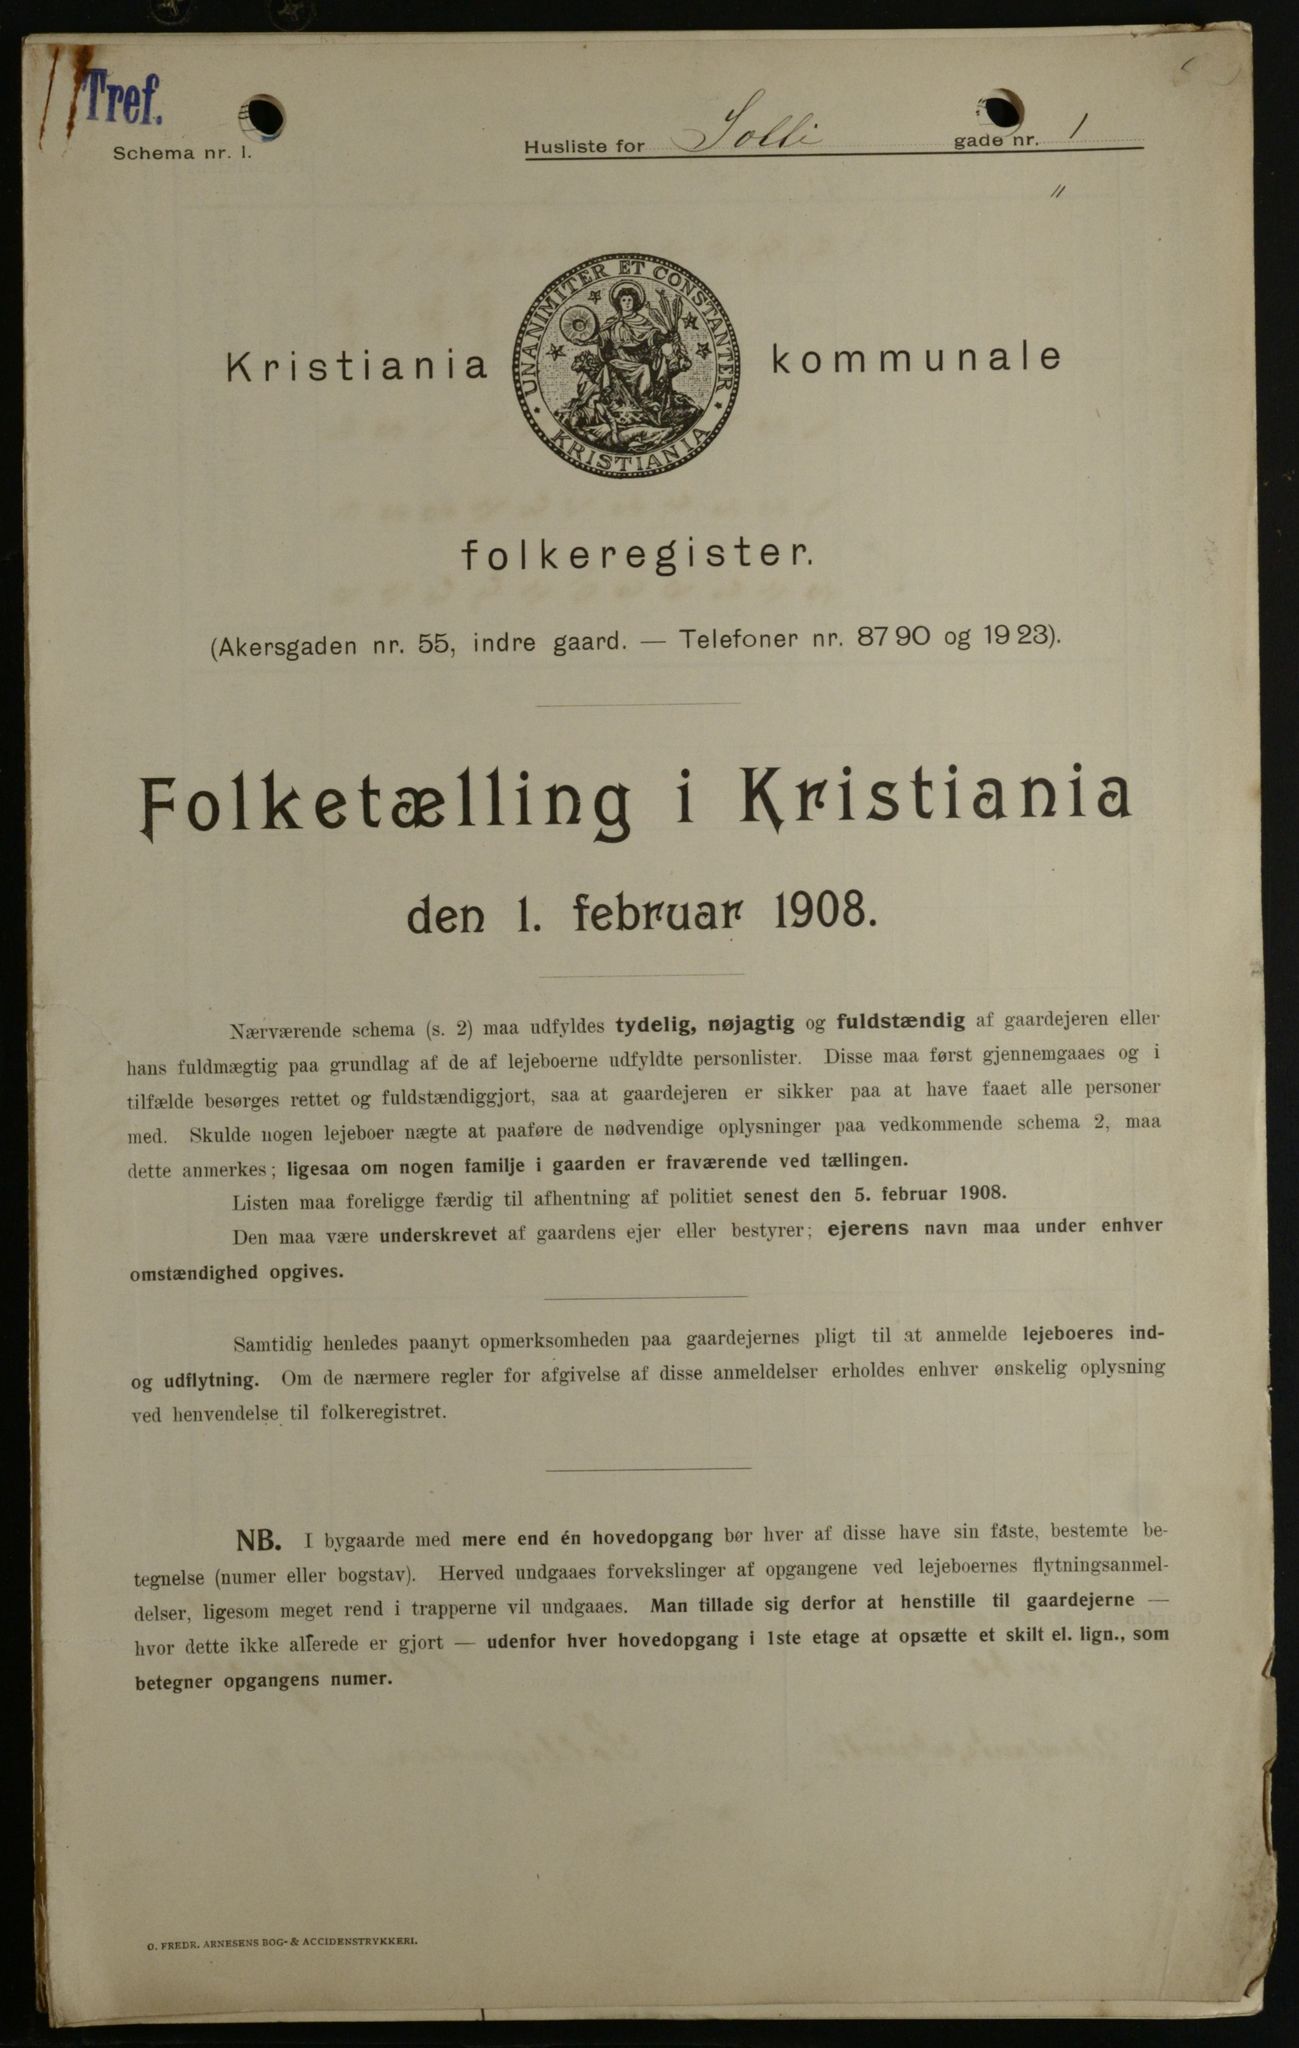 Tref.
Schema nr. 1.
Husliste for Solli gade nr. 1
"
UNANIMITER ET CONSTANTER
KRISTIANIA
Kristiania kommunale
folkeregister.
(Akersgaden nr. 55, indre gaard. — Telefoner nr. 87 90 og 19 23).
Folketælling i Kristiania
den 1. februar 1908.
Nærværende schema (s. 2) maa udfyldes tydelig, nøjagtig og fuldstændig af gaardejeren eller
hans fuldmægtig paa grundlag af de af lejeboerne udfyldte personlister. Disse maa først gjennemgaaes og i
tilfælde besørges rettet og fuldstændiggjort, saa at gaardejeren er sikker paa at have faaet alle personer
med. Skulde nogen lejeboer nægte at paaføre de nødvendige oplysninger paa vedkommende schema 2, maa
dette anmerkes; ligesaa om nogen familje i gaarden er fraværende ved tællingen.
Listen maa foreligge færdig til afhentning af politiet senest den 5. februar 1908.
Den maa være underskrevet af gaardens ejer eller bestyrer; ejerens navn maa under enhver
omstændighed opgives.
Samtidig henledes paanyt opmerksomheden paa gaardejernes pligt til at anmelde lejeboeres ind-
og udflytning. Om de nærmere regler for afgivelse af disse anmeldelser erholdes enhver ønskelig oplysning
ved henvendelse til folkeregistret.
NB. I bygaarde med mere end én hovedopgang bør hver af disse have sin faste, bestemte be-
tegnelse (numer eller bogstav). Herved undgaaes forvekslinger af opgangene ved lejeboernes flytningsanmel-
delser, ligesom meget rend i trapperne vil undgaaes. Man tillade sig derfor at henstille til gaardejerne —
hvor dette ikke allerede er gjort — udenfor hver hovedopgang i 1ste etage at opsætte et skilt el. lign., som
betegner opgangens numer.
O. FREDR. ARNESENS BOG- & ACCIDENSTRYKKERI.